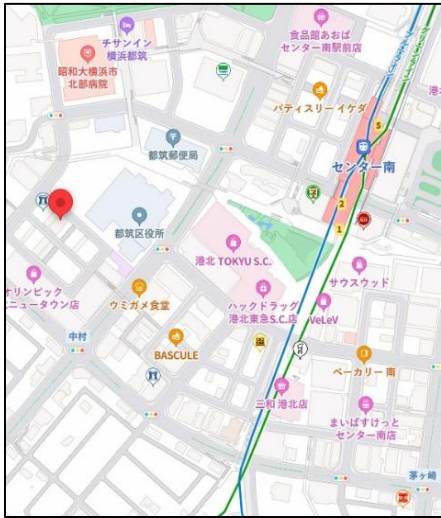 チサンイン
横浜都筑
食品館あおば
センター南駅前店
昭和大横浜市
北部病院
パティスリー イケダ
5
都筑郵便局
センター南
2
1
都筑区役所
港北 TOKYU S.C.
サウスウッド
オリンピック
ニュータウン店
ウミガメ食堂
ハックドラッグ
港北東急S.C.店
VeLeV
中村
BASCULE
ベーカリー 南
三和 港北店
まいばすけっと
センター南店
茅ケ崎